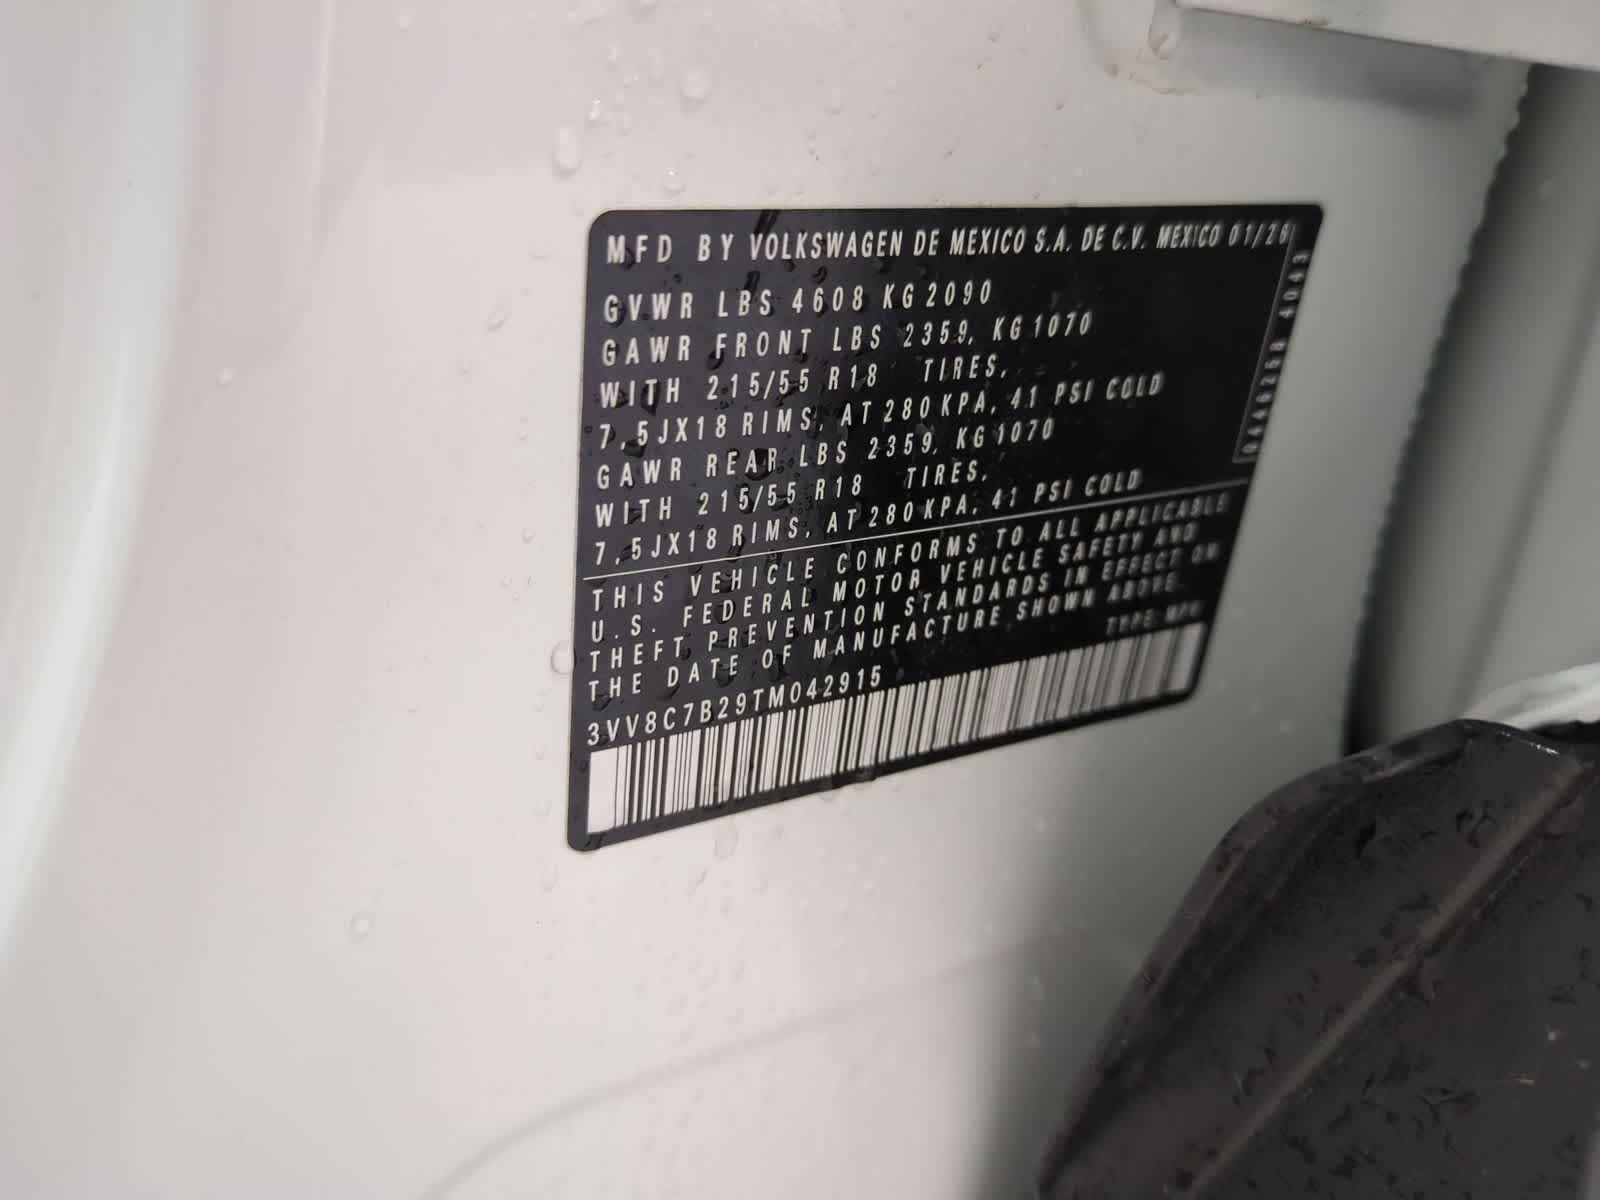 MFD BY VOLKSWAGEN DE MEXICO S.A. DE C.V. MEXICO 01/26
GVWR LBS 4608 KG 2090
GAWR FRONT LBS 2359, KG 1070
WITH 215/55 R18 TIRES,
7,5JX18 RIMS, AT 280 KPA, 41 PSI COLD
GAWR REAR LBS 2359, KG 1070
WITH 215/55 R18 TIRES,
7,5JX18 RIMS, AT 280 KPA, 41 PSI COLD
THIS VEHICLE CONFORMS TO ALL APPLICABLE
U.S. FEDERAL MOTOR VEHICLE SAFETY AND
THEFT PREVENTION STANDARDS IN EFFECT ON
THE DATE OF MANUFACTURE SHOWN ABOVE.
TYPE: MPV
3VV8C7B29TM042915
4043